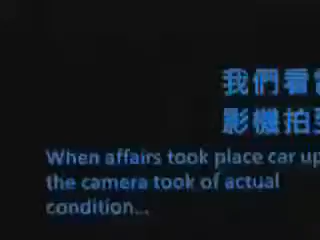 我們看
影機拍
When affairs took place car up
the camera took of actual
condition...